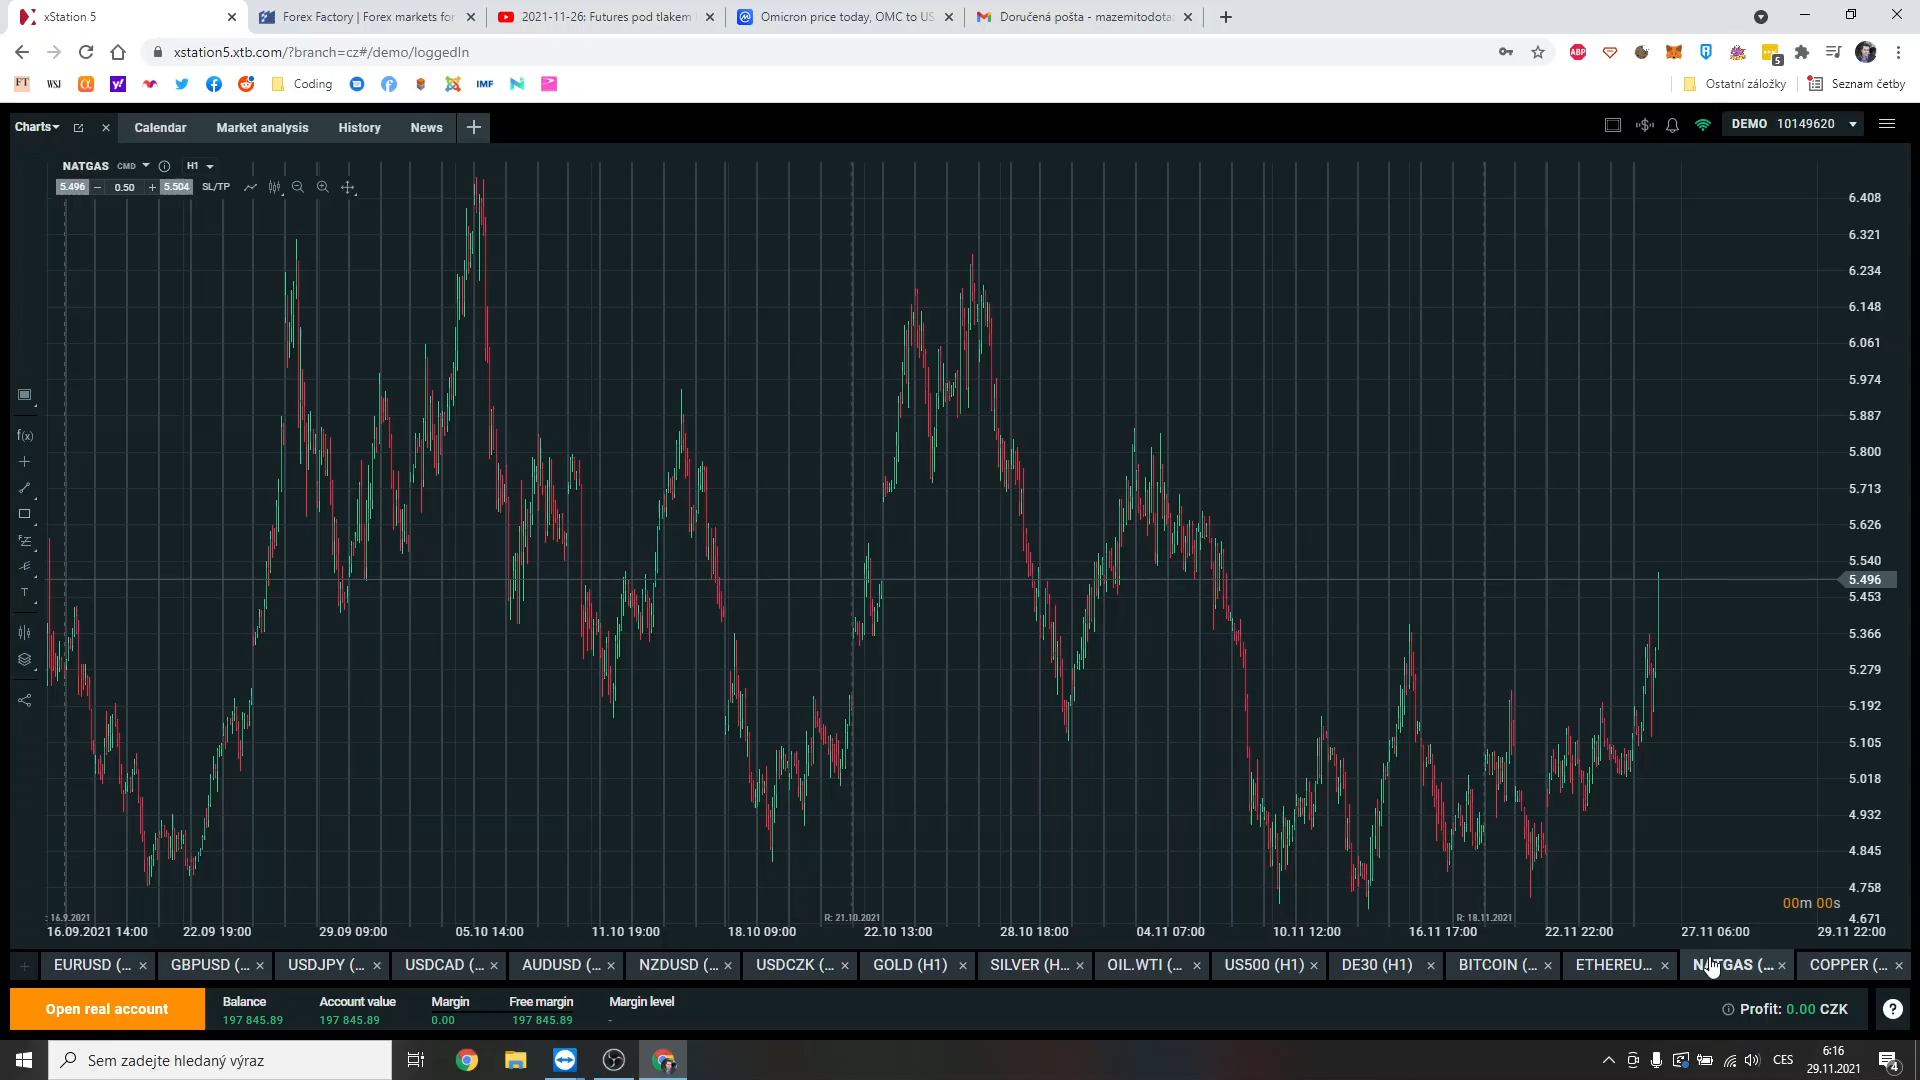 xStation 5
Forex Factory | Forex markets for
2021-11-26: Futures pod tlakem
Omicron price today, OMC to US
Doručená pošta - mazemitodota
xstation5.xtb.com/?branch=cz#/demo/loggedIn
ABP
5
FT
WSJ
Coding
IMF
Ostatní záložky
Seznam četby
Charts
Calendar
Market analysis
History
News
DEMO 10149620
NATGAS CMD
H1
5.496 − 0.50 + 5.504 SL/TP
6.408
6.321
6.234
6.148
6.061
5.974
5.887
5.800
5.713
5.626
5.540
5.496
5.453
5.366
5.279
5.192
5.105
5.018
4.932
4.845
4.758
4.671
f(x)
T
00m 00s
: 16.9.2021
R: 21.10.2021
R: 18.11.2021
16.09.2021 14:00
22.09 19:00
29.09 09:00
05.10 14:00
11.10 19:00
18.10 09:00
22.10 13:00
28.10 18:00
04.11 07:00
10.11 12:00
16.11 17:00
22.11 22:00
27.11 06:00
29.11 22:00
EURUSD (...
GBPUSD (...
USDJPY (...
USDCAD (...
AUDUSD (...
NZDUSD (...
USDCZK (...
GOLD (H1)
SILVER (H...
OIL.WTI (...
US500 (H1)
DE30 (H1)
BITCOIN (...
ETHEREU...
NATGAS (...
COPPER (...
Open real account
Balance
197 845.89
Account value
197 845.89
Margin
0.00
Free margin
197 845.89
Margin level
-
Profit: 0.00 CZK
?
Sem zadejte hledaný výraz
CES
6:16
29.11.2021
4